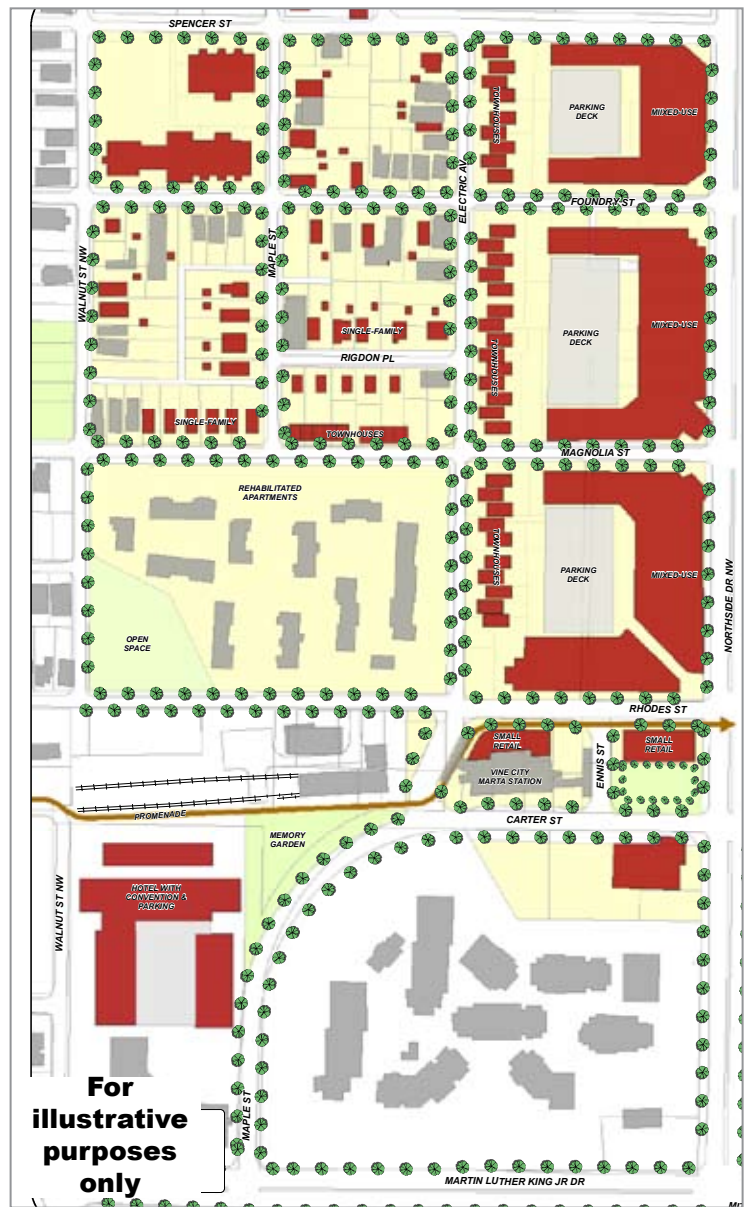 SPENCER ST
TOWNHOUSES
PARKING
DECK
MIIXED-USE
ELECTRIC AV
FOUNDRY ST
WALNUT ST NW
MAPLE ST
SINGLE-FAMILY
RIGDON PL
TOWNHOUSES
PARKING
DECK
MIIXED-USE
SINGLE-FAMILY
TOWNHOUSES
MAGNOLIA ST
REHABILITATED
APARTMENTS
TOWNHOUSES
PARKING
DECK
MIIXED-USE
NORTHSIDE DR NW
OPEN
SPACE
RHODES ST
SMALL
RETAIL
ENNIS ST
SMALL
RETAIL
VINE CITY
MARTA STATION
PROMENADE
CARTER ST
MEMORY
GARDEN
WALNUT ST NW
HOTEL WITH
CONVENTION &
PARKING
For
illustrative
purposes
only
MAPLE ST
MARTIN LUTHER KING JR DR